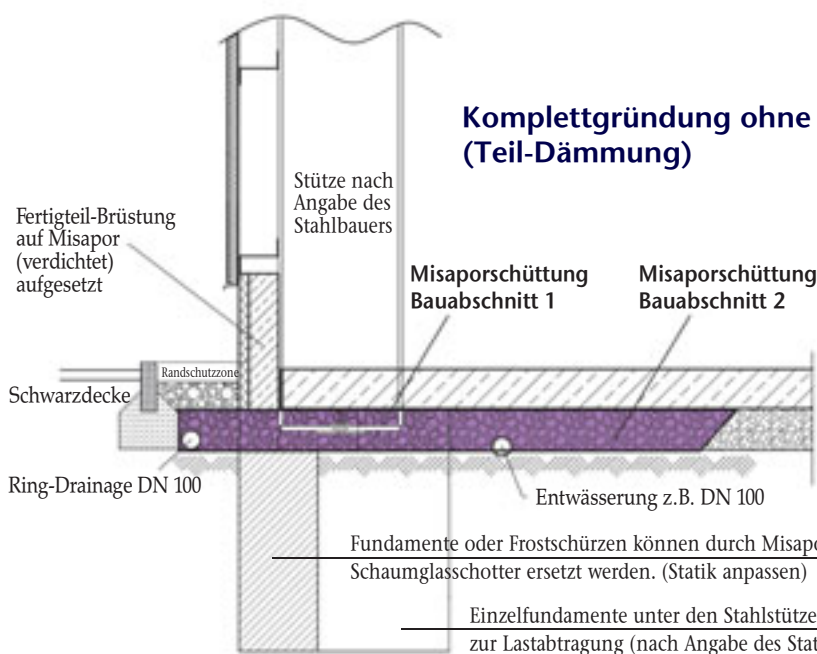 Komplettgründung ohne
(Teil-Dämmung)
Stütze nach
Angabe des
Stahlbauers
Fertigteil-Brüstung
auf Misapor
(verdichtet)
aufgesetzt
Misaporschüttung
Bauabschnitt 1
Misaporschüttung
Bauabschnitt 2
Randschutzzone
Schwarzdecke
Ring-Drainage DN 100
Entwässerung z.B. DN 100
Fundamente oder Frostschürzen können durch Misapo
Schaumglasschotter ersetzt werden. (Statik anpassen)
Einzelfundamente unter den Stahlstütze
zur Lastabtragung (nach Angabe des Stat